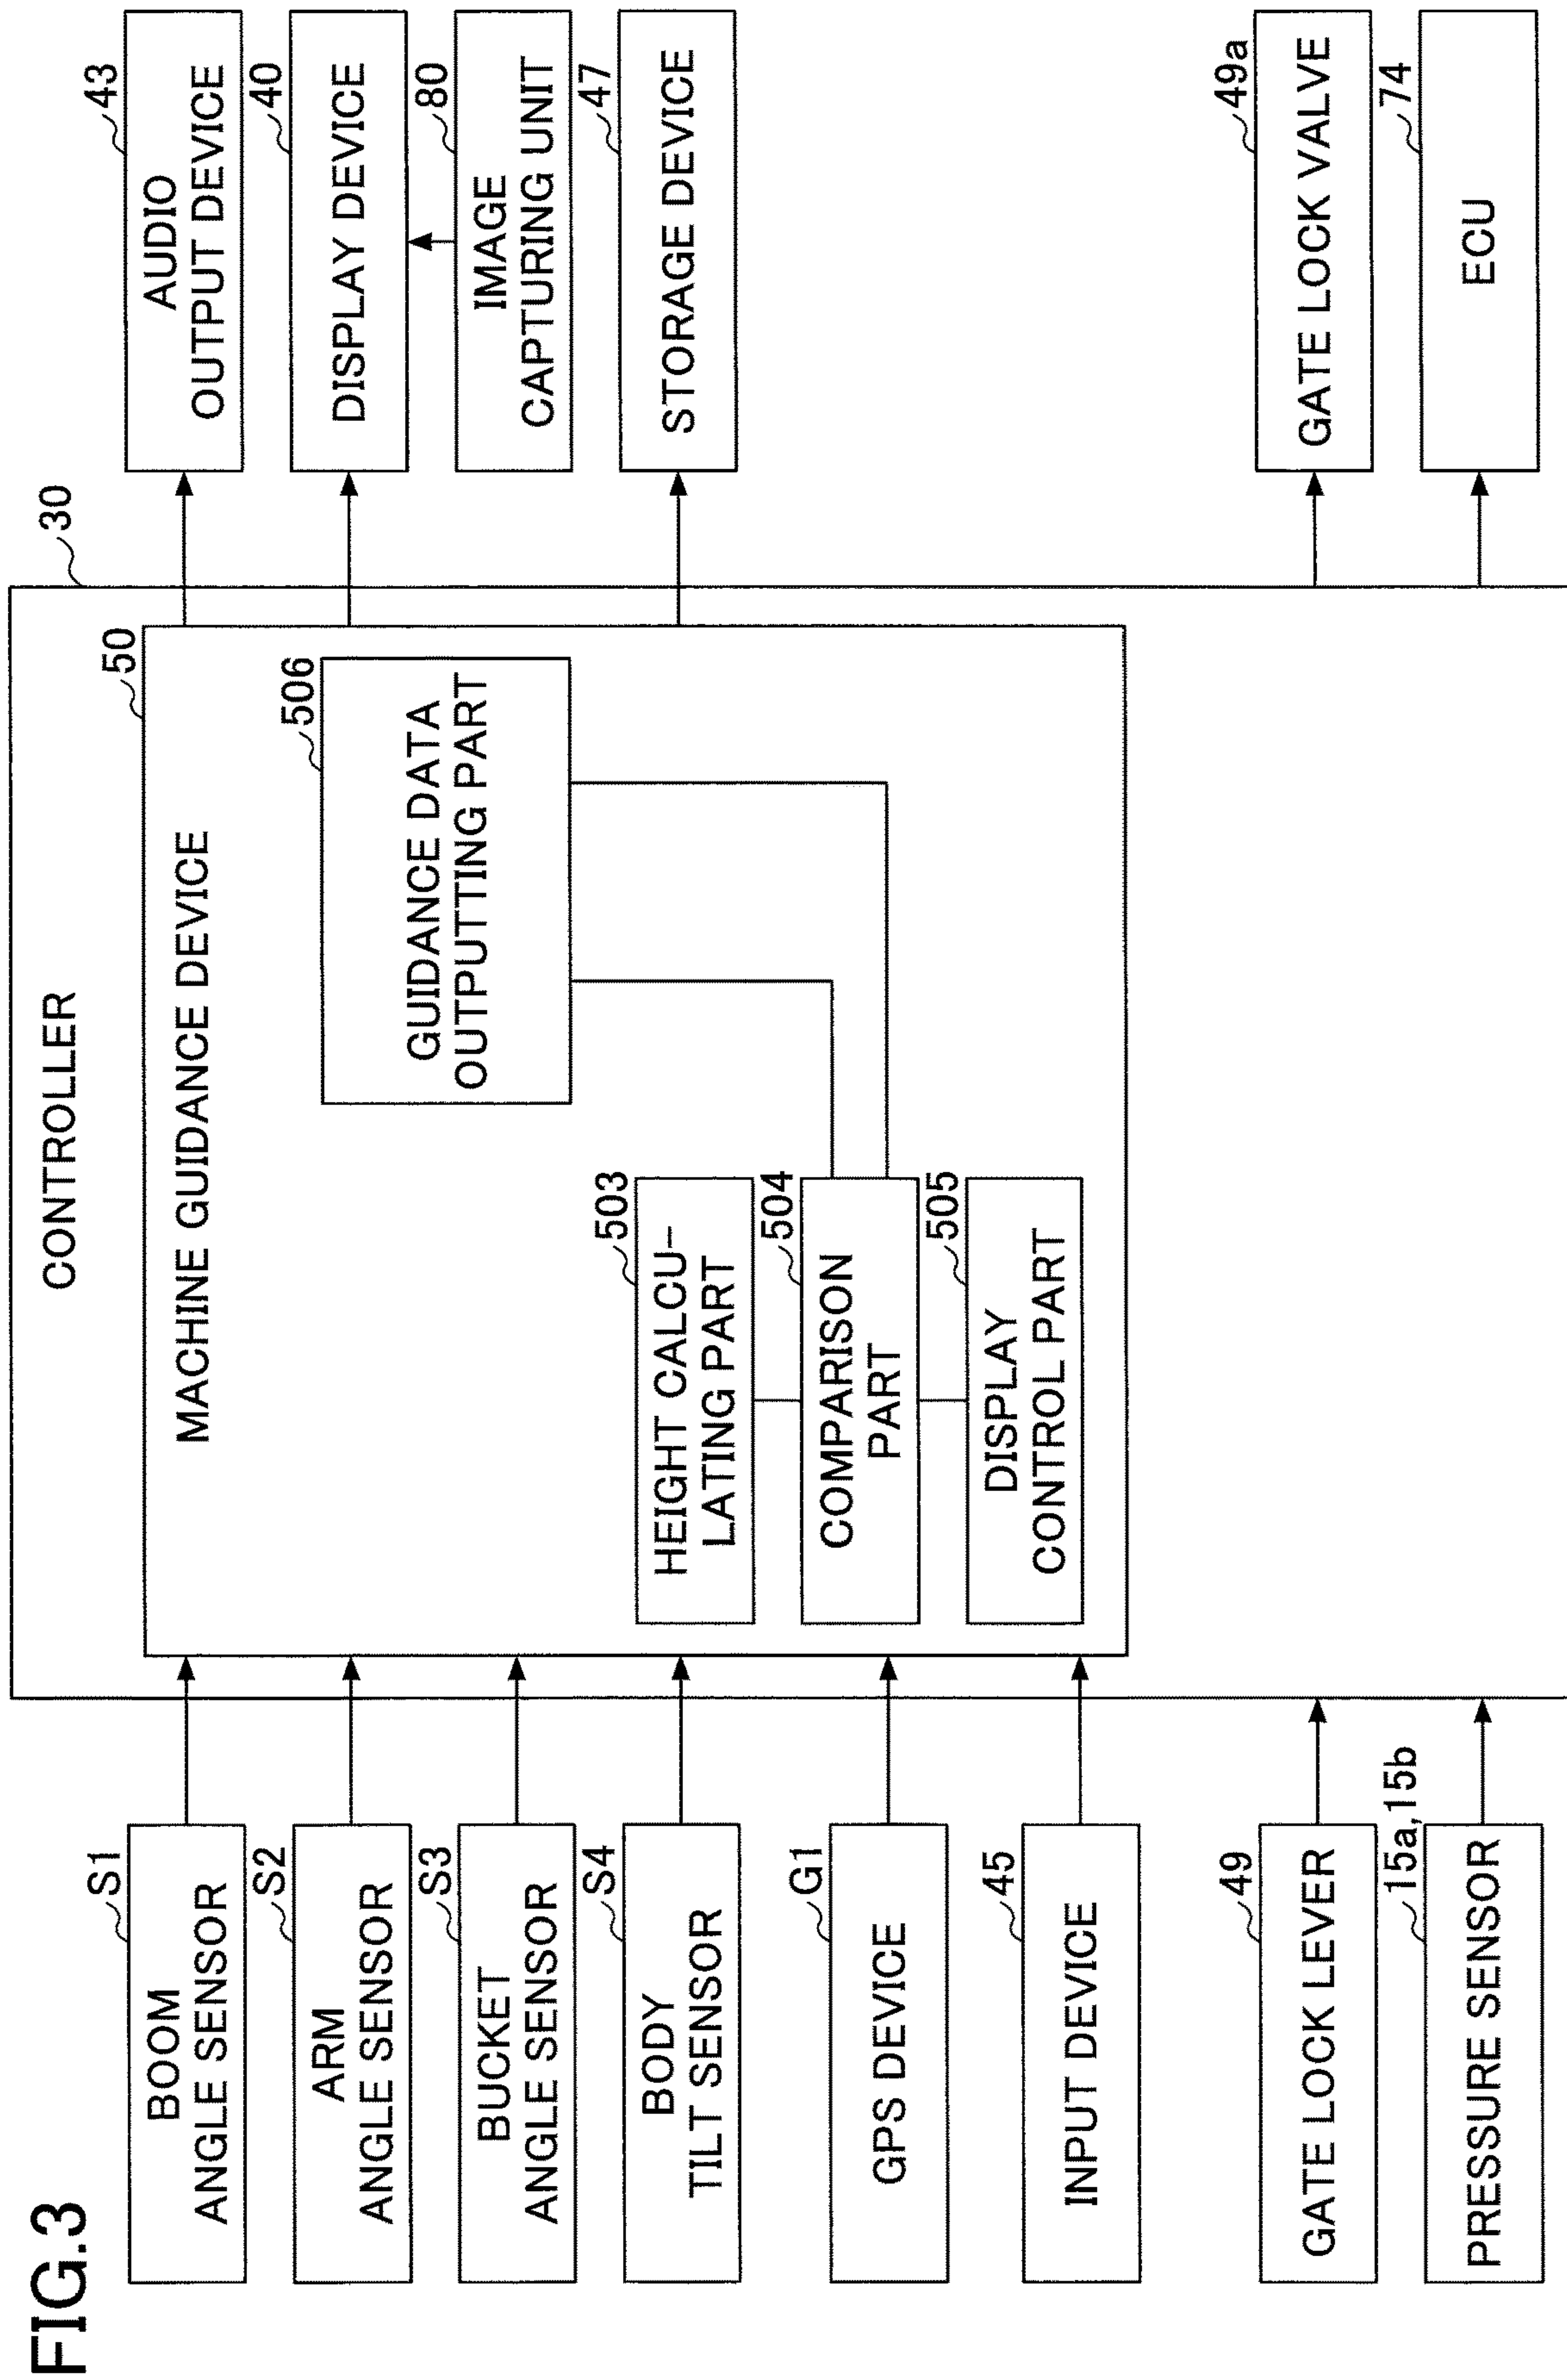 FIG.3
BOOM
ANGLE SENSOR
S1
ARM
ANGLE SENSOR
S2
BUCKET
ANGLE SENSOR
S3
BODY
TILT SENSOR
S4
GPS DEVICE
G1
INPUT DEVICE
45
GATE LOCK LEVER
49
PRESSURE SENSOR
15a,15b
CONTROLLER
30
MACHINE GUIDANCE DEVICE
50
HEIGHT CALCU-
LATING PART
503
COMPARISON
PART
504
DISPLAY
CONTROL PART
505
GUIDANCE DATA
OUTPUTTING PART
506
AUDIO
OUTPUT DEVICE
43
DISPLAY DEVICE
40
IMAGE
CAPTURING UNIT
80
STORAGE DEVICE
47
GATE LOCK VALVE
49a
ECU
74